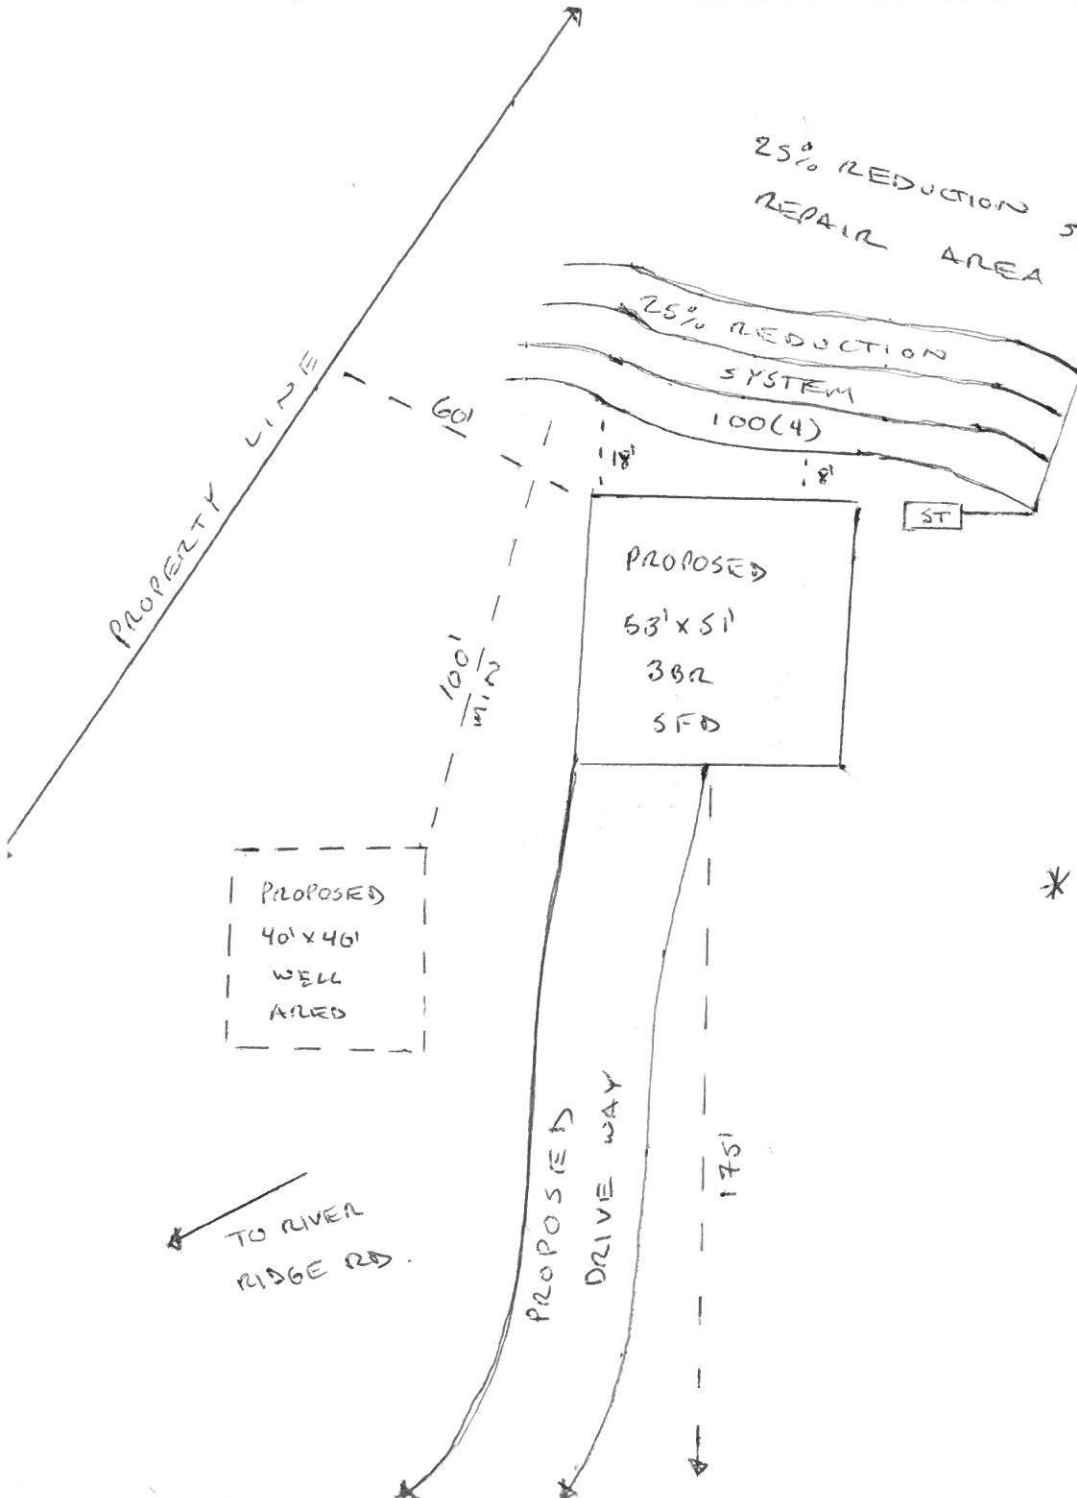 25% REDUCTION S
REPAIR AREA
25% REDUCTION
SYSTEM
100(4)
60'
18'
8'
ST
PROPERTY LINE
PROPOSED
53' x 51'
3BR
SFD
100'
MIN
PROPOSED
40' x 40'
WELL
AREA
*
PROPOSED
DRIVE WAY
175'
TO RIVER
RIDGE RD.